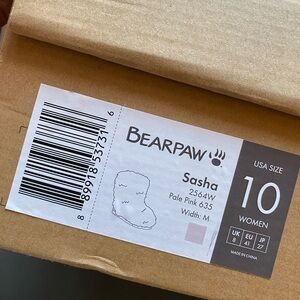 BEARPAW
Sasha
2564W
Pale Pink 635
Width: M
USA SIZE
10
WOMEN
UK EU JP
8 41 27
MADE IN CHINA
8 89918 53731 6